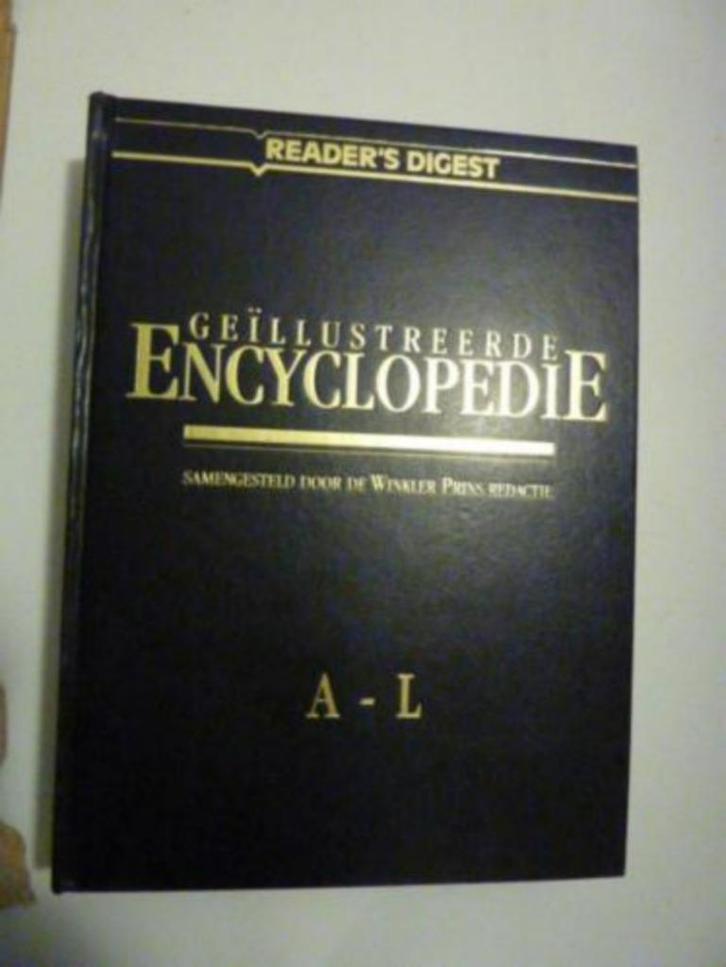 READER'S DIGEST
GEÏLLUSTREERDE
ENCYCLOPEDIE
SAMENGESTELD DOOR DE WINKLER PRINS REDACTIE
A - L